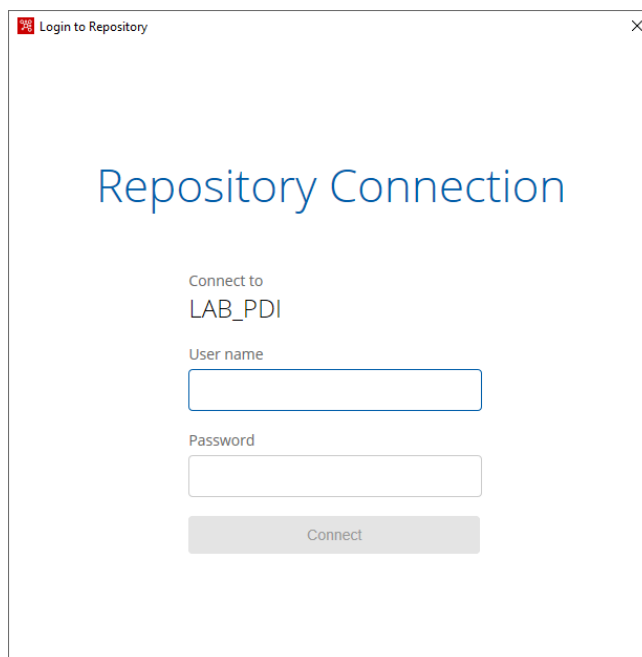 Login to Repository
Repository Connection
Connect to
LAB_PDI
User name
Password
Connect